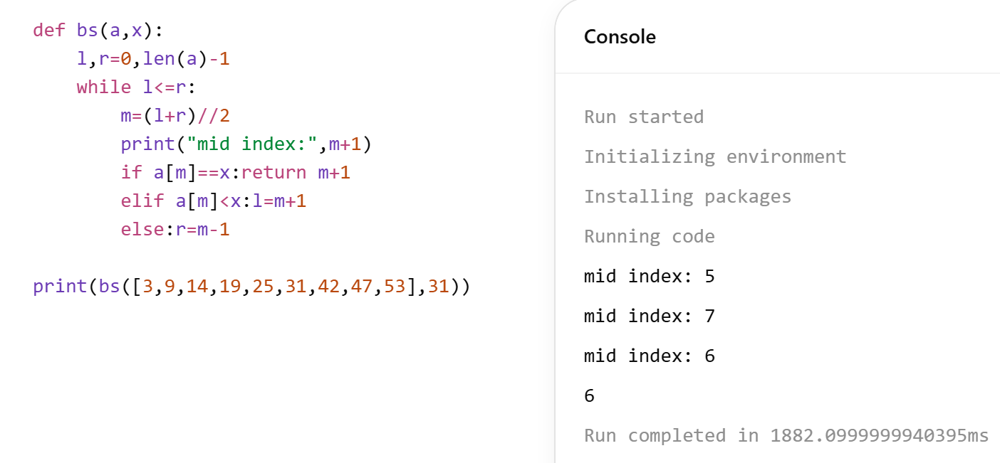 def bs(a,x):
    l,r=0,len(a)-1
    while l<=r:
        m=(l+r)//2
        print("mid index:",m+1)
        if a[m]==x:return m+1
        elif a[m]<x:l=m+1
        else:r=m-1
print(bs([3,9,14,19,25,31,42,47,53],31))
Console
Run started
Initializing environment
Installing packages
Running code
mid index: 5
mid index: 7
mid index: 6
6
Run completed in 1882.0999999940395ms